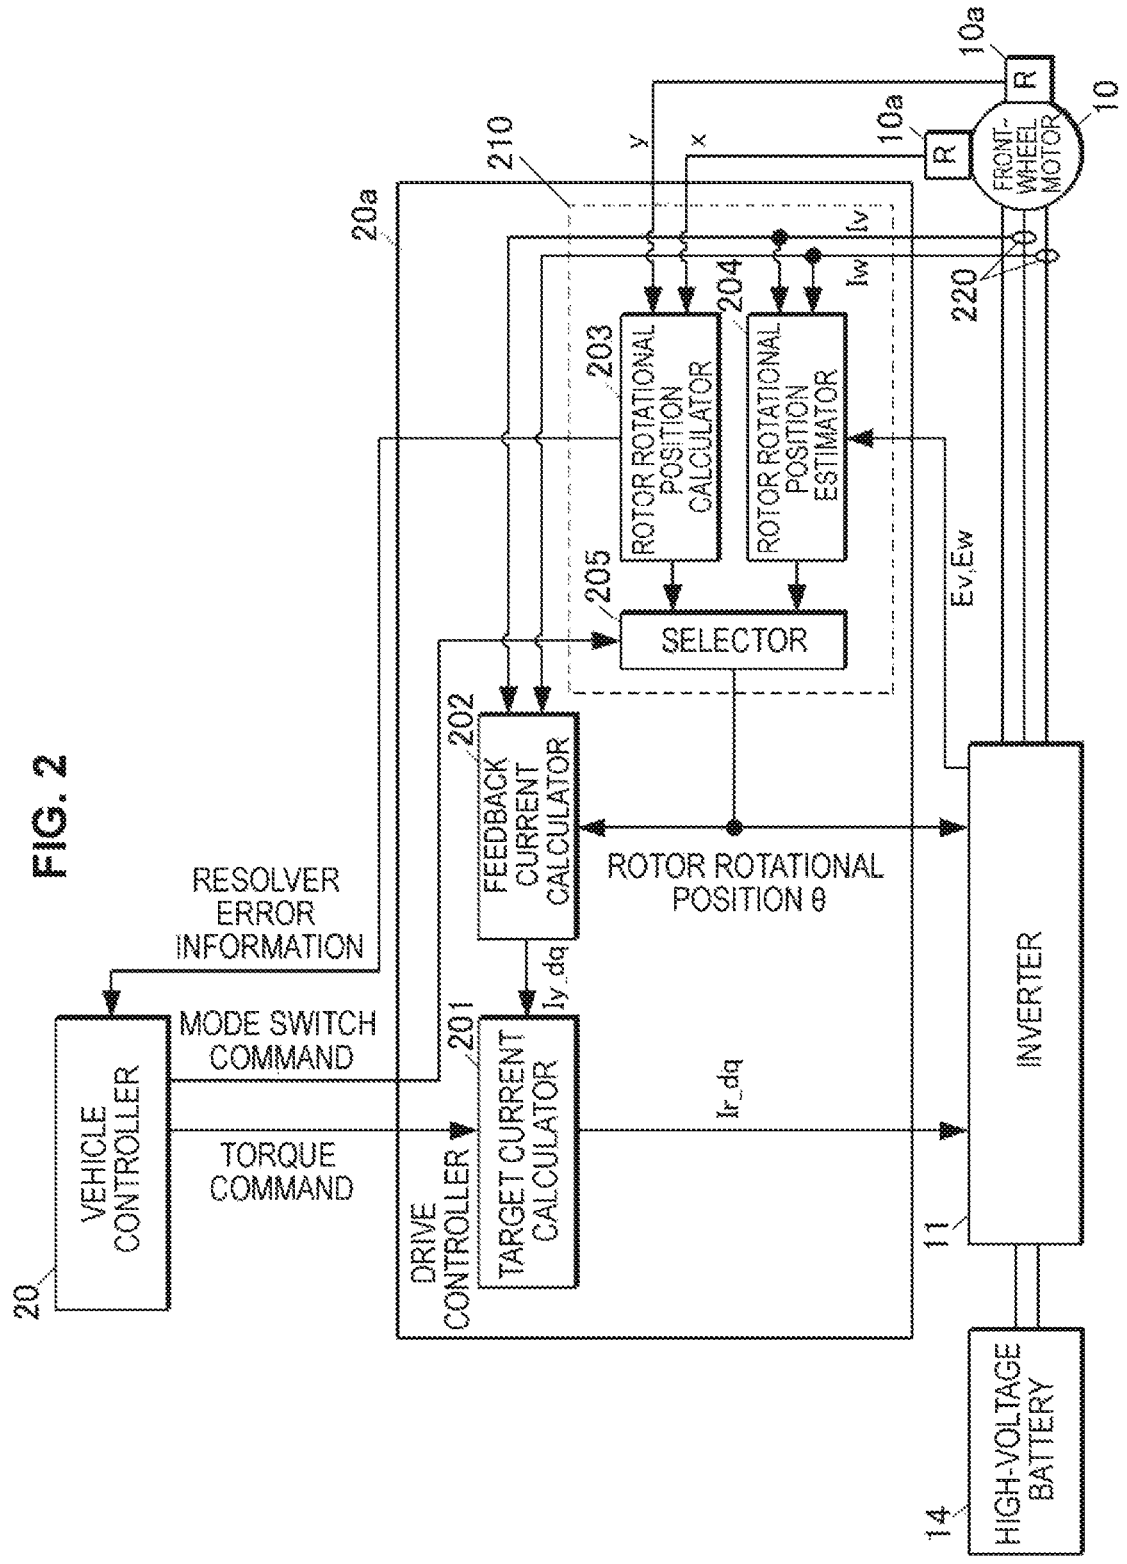 FIG. 2
20
VEHICLE
CONTROLLER
RESOLVER
ERROR
INFORMATION
MODE SWITCH
COMMAND
TORQUE
COMMAND
20a
DRIVE
CONTROLLER
201
TARGET CURRENT
CALCULATOR
Iy_dq
202
FEEDBACK
CURRENT
CALCULATOR
210
203
ROTOR ROTATIONAL
POSITION
CALCULATOR
204
ROTOR ROTATIONAL
POSITION
ESTIMATOR
205
SELECTOR
ROTOR ROTATIONAL
POSITION θ
Ir_dq
y
x
Iv
Iw
Ev,Ew
14
HIGH-VOLTAGE
BATTERY
11
INVERTER
220
10a
R
10a
R
FRONT-
WHEEL
MOTOR
10